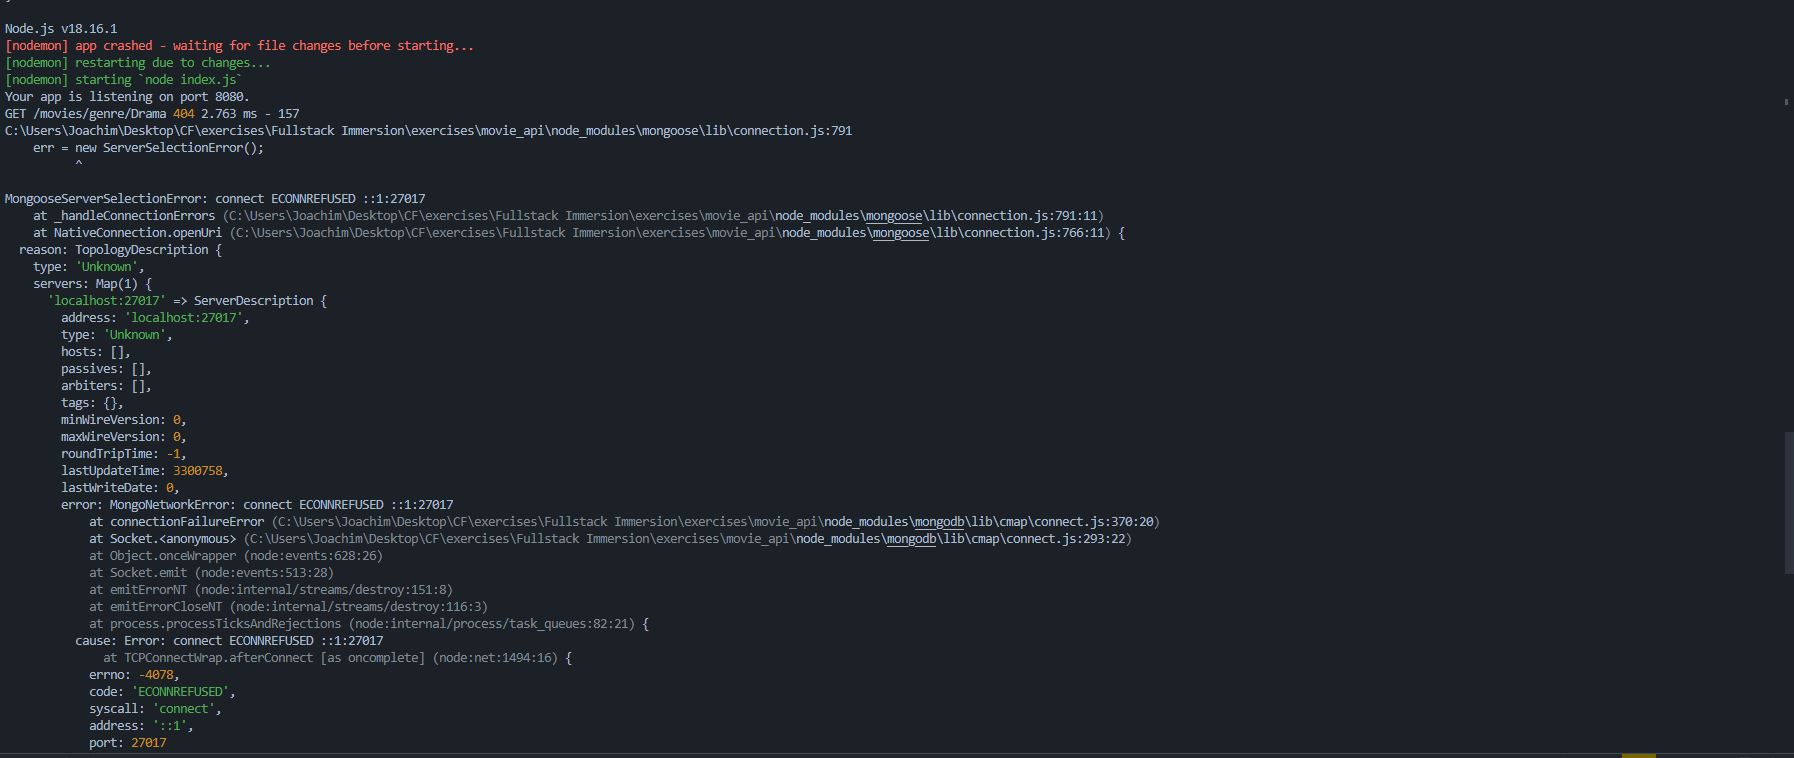 Node.js v18.16.1
[nodemon] app crashed - waiting for file changes before starting...
[nodemon] restarting due to changes...
[nodemon] starting `node index.js`
Your app is listening on port 8080.
GET /movies/genre/Drama 404 2.763 ms - 157
C:\Users\Joachim\Desktop\CF\exercises\Fullstack Immersion\exercises\movie_api\node_modules\mongoose\lib\connection.js:791
    err = new ServerSelectionError();
          ^
MongooseServerSelectionError: connect ECONNREFUSED ::1:27017
    at _handleConnectionErrors (C:\Users\Joachim\Desktop\CF\exercises\Fullstack Immersion\exercises\movie_api\node_modules\mongoose\lib\connection.js:791:11)
    at NativeConnection.openUri (C:\Users\Joachim\Desktop\CF\exercises\Fullstack Immersion\exercises\movie_api\node_modules\mongoose\lib\connection.js:766:11) {
  reason: TopologyDescription {
    type: 'Unknown',
    servers: Map(1) {
      'localhost:27017' => ServerDescription {
        address: 'localhost:27017',
        type: 'Unknown',
        hosts: [],
        passives: [],
        arbiters: [],
        tags: {},
        minWireVersion: 0,
        maxWireVersion: 0,
        roundTripTime: -1,
        lastUpdateTime: 3300758,
        lastWriteDate: 0,
        error: MongoNetworkError: connect ECONNREFUSED ::1:27017
            at connectionFailureError (C:\Users\Joachim\Desktop\CF\exercises\Fullstack Immersion\exercises\movie_api\node_modules\mongodb\lib\cmap\connect.js:370:20)
            at Socket.<anonymous> (C:\Users\Joachim\Desktop\CF\exercises\Fullstack Immersion\exercises\movie_api\node_modules\mongodb\lib\cmap\connect.js:293:22)
            at Object.onceWrapper (node:events:628:26)
            at Socket.emit (node:events:513:28)
            at emitErrorNT (node:internal/streams/destroy:151:8)
            at emitErrorCloseNT (node:internal/streams/destroy:116:3)
            at process.processTicksAndRejections (node:internal/process/task_queues:82:21) {
          cause: Error: connect ECONNREFUSED ::1:27017
              at TCPConnectWrap.afterConnect [as oncomplete] (node:net:1494:16) {
            errno: -4078,
            code: 'ECONNREFUSED',
            syscall: 'connect',
            address: '::1',
            port: 27017